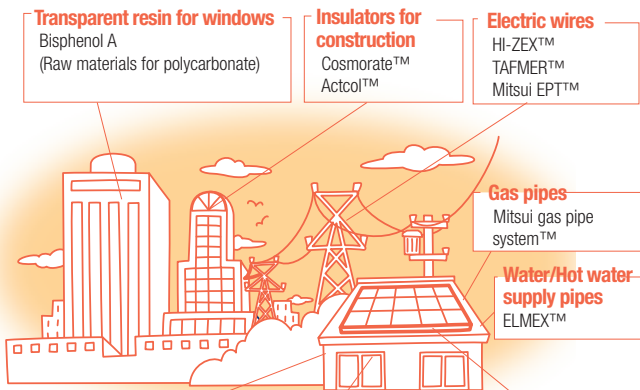 Transparent resin for windows
Bisphenol A
(Raw materials for polycarbonate)
Insulators for
construction
Cosmorate™
Actcol™
Electric wires
HI-ZEX™
TAFMER™
Mitsui EPT™
Gas pipes
Mitsui gas pipe
system™
Water/Hot water
supply pipes
ELMEX™